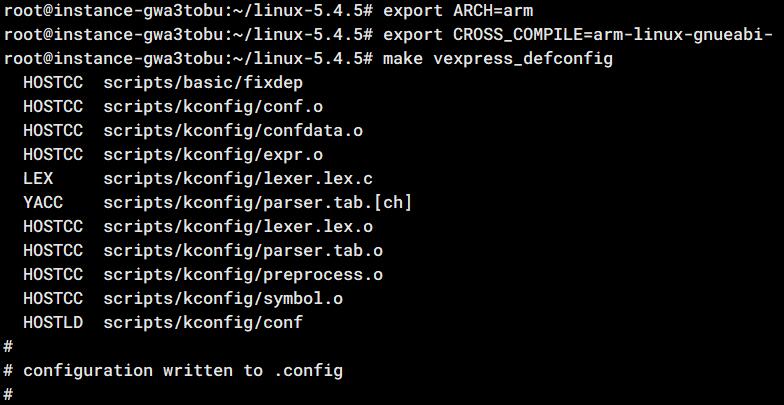 root@instance-gwa3tobu:~/linux-5.4.5# export ARCH=arm
root@instance-gwa3tobu:~/linux-5.4.5# export CROSS_COMPILE=arm-linux-gnueabi-
root@instance-gwa3tobu:~/linux-5.4.5# make vexpress_defconfig
  HOSTCC  scripts/basic/fixdep
  HOSTCC  scripts/kconfig/conf.o
  HOSTCC  scripts/kconfig/confdata.o
  HOSTCC  scripts/kconfig/expr.o
  LEX     scripts/kconfig/lexer.lex.c
  YACC    scripts/kconfig/parser.tab.[ch]
  HOSTCC  scripts/kconfig/lexer.lex.o
  HOSTCC  scripts/kconfig/parser.tab.o
  HOSTCC  scripts/kconfig/preprocess.o
  HOSTCC  scripts/kconfig/symbol.o
  HOSTLD  scripts/kconfig/conf
#
# configuration written to .config
#